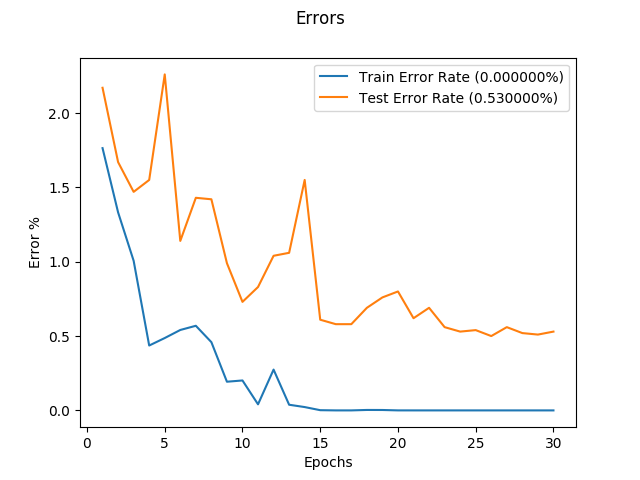 Errors
Train Error Rate (0.000000%)
Test Error Rate (0.530000%)
Error %
2.0
1.5
1.0
0.5
0.0
0 5 10 15 20 25 30
Epochs